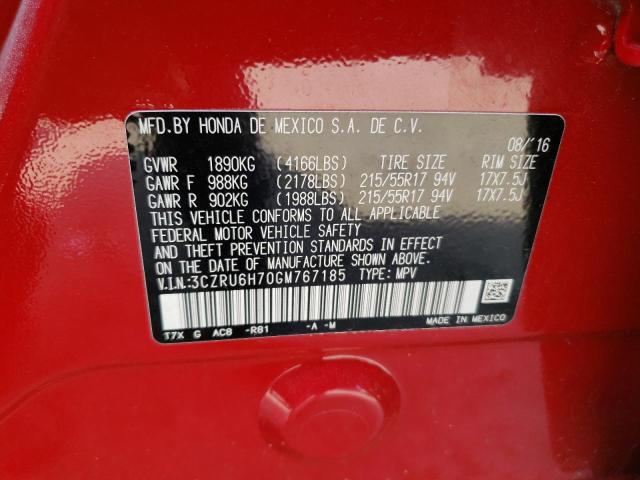 MFD.BY HONDA DE MEXICO S.A. DE C.V.
08/'16
GVWR 1890KG (4166LBS) TIRE SIZE RIM SIZE
GAWR F 988KG (2178LBS) 215/55R17 94V 17X7.5J
GAWR R 902KG (1988LBS) 215/55R17 94V 17X7.5J
THIS VEHICLE CONFORMS TO ALL APPLICABLE
FEDERAL MOTOR VEHICLE SAFETY
AND THEFT PREVENTION STANDARDS IN EFFECT
ON THE DATE OF MANUFACTURE SHOWN ABOVE.
V.I.N:3CZRU6H70GM767185 TYPE: MPV
T7X G AC8 -R81 -A -M MADE IN MEXICO